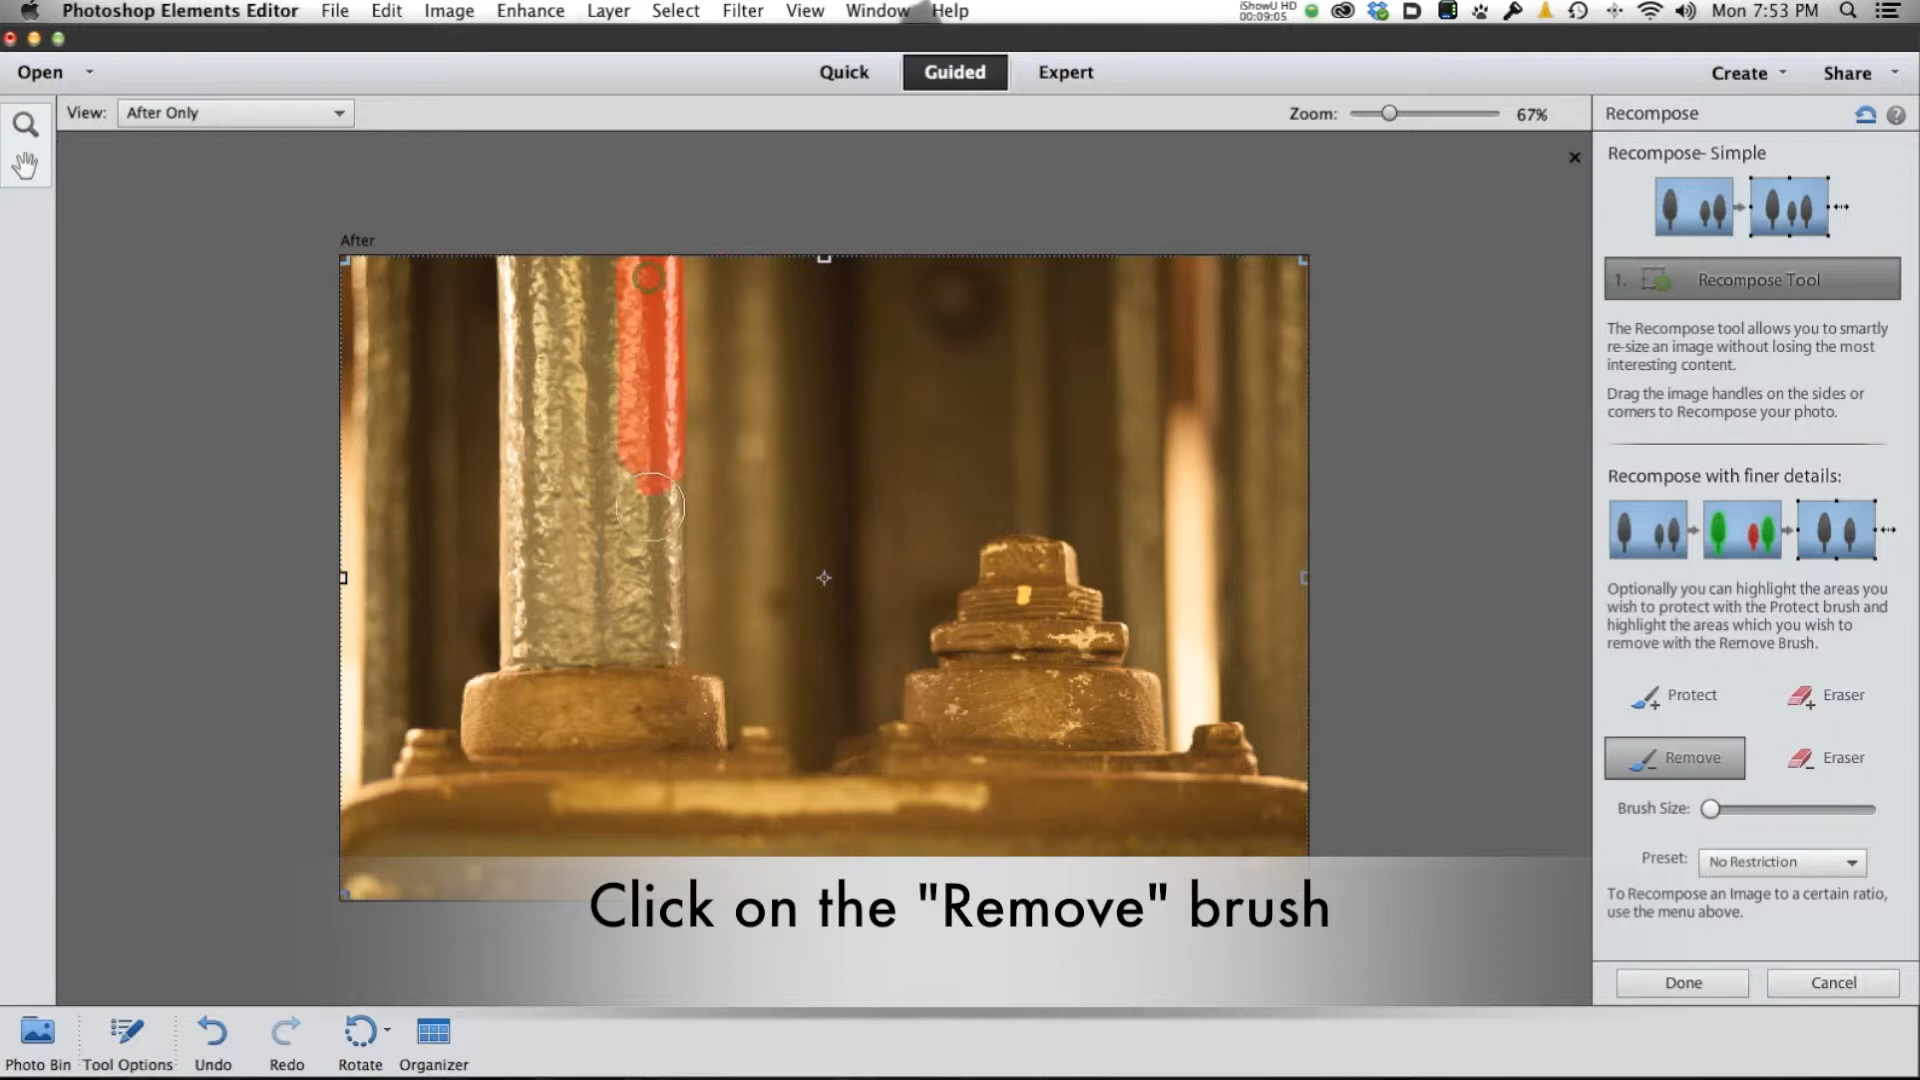 Photoshop Elements Editor File Edit Image Enhance Layer Select Filter View Window Help iShowU HD 00:09:05 Mon 7:53 PM
Open Quick Guided Expert Create Share
View: After Only Zoom: 67% Recompose
Recompose- Simple
After
1. Recompose Tool
The Recompose tool allows you to smartly
re-size an image without losing the most
interesting content.
Drag the image handles on the sides or
corners to Recompose your photo.
Recompose with finer details:
Optionally you can highlight the areas you
wish to protect with the Protect brush and
highlight the areas which you wish to
remove with the Remove Brush.
Protect Eraser
Remove Eraser
Brush Size:
Preset: No Restriction
To Recompose an Image to a certain ratio,
use the menu above.
Click on the "Remove" brush
Done Cancel
Photo Bin Tool Options Undo Redo Rotate Organizer